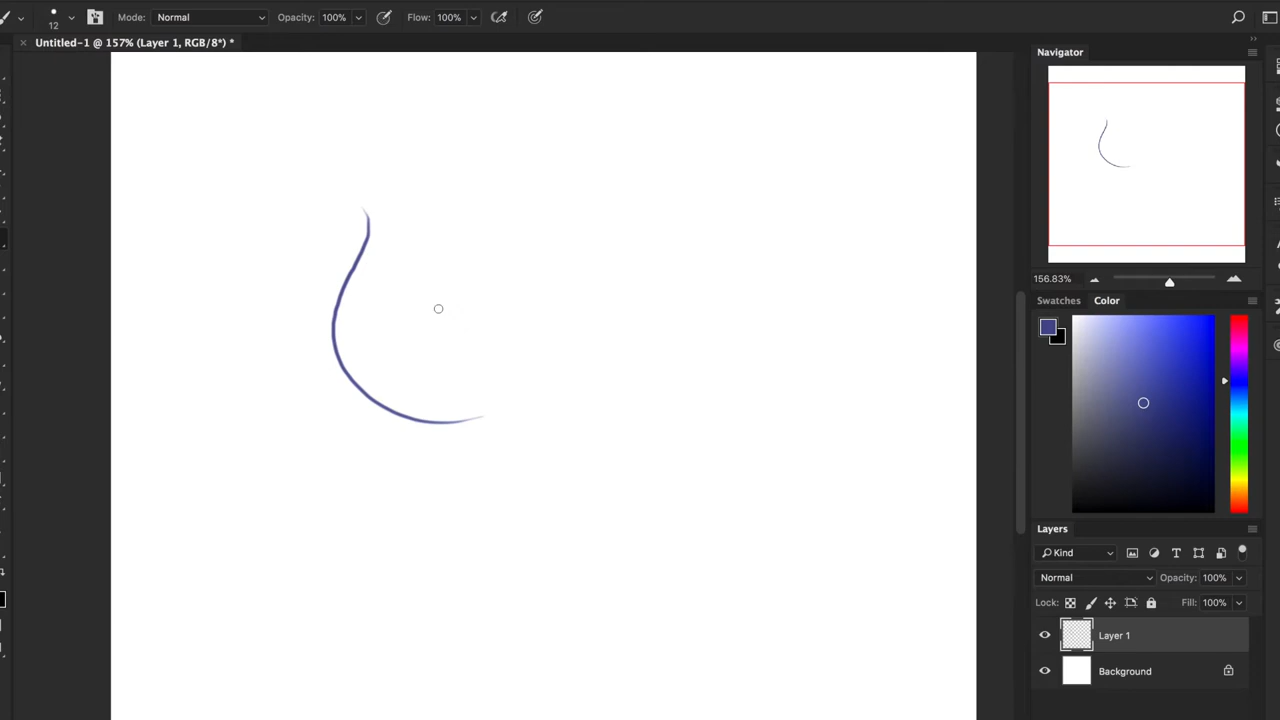 12 Mode: Normal Opacity: 100% Flow: 100%
Untitled-1 @ 157% (Layer 1, RGB/8*) *
Navigator
156.83%
Swatches Color
Layers
Kind
Normal Opacity: 100%
Lock: Fill: 100%
Layer 1
Background